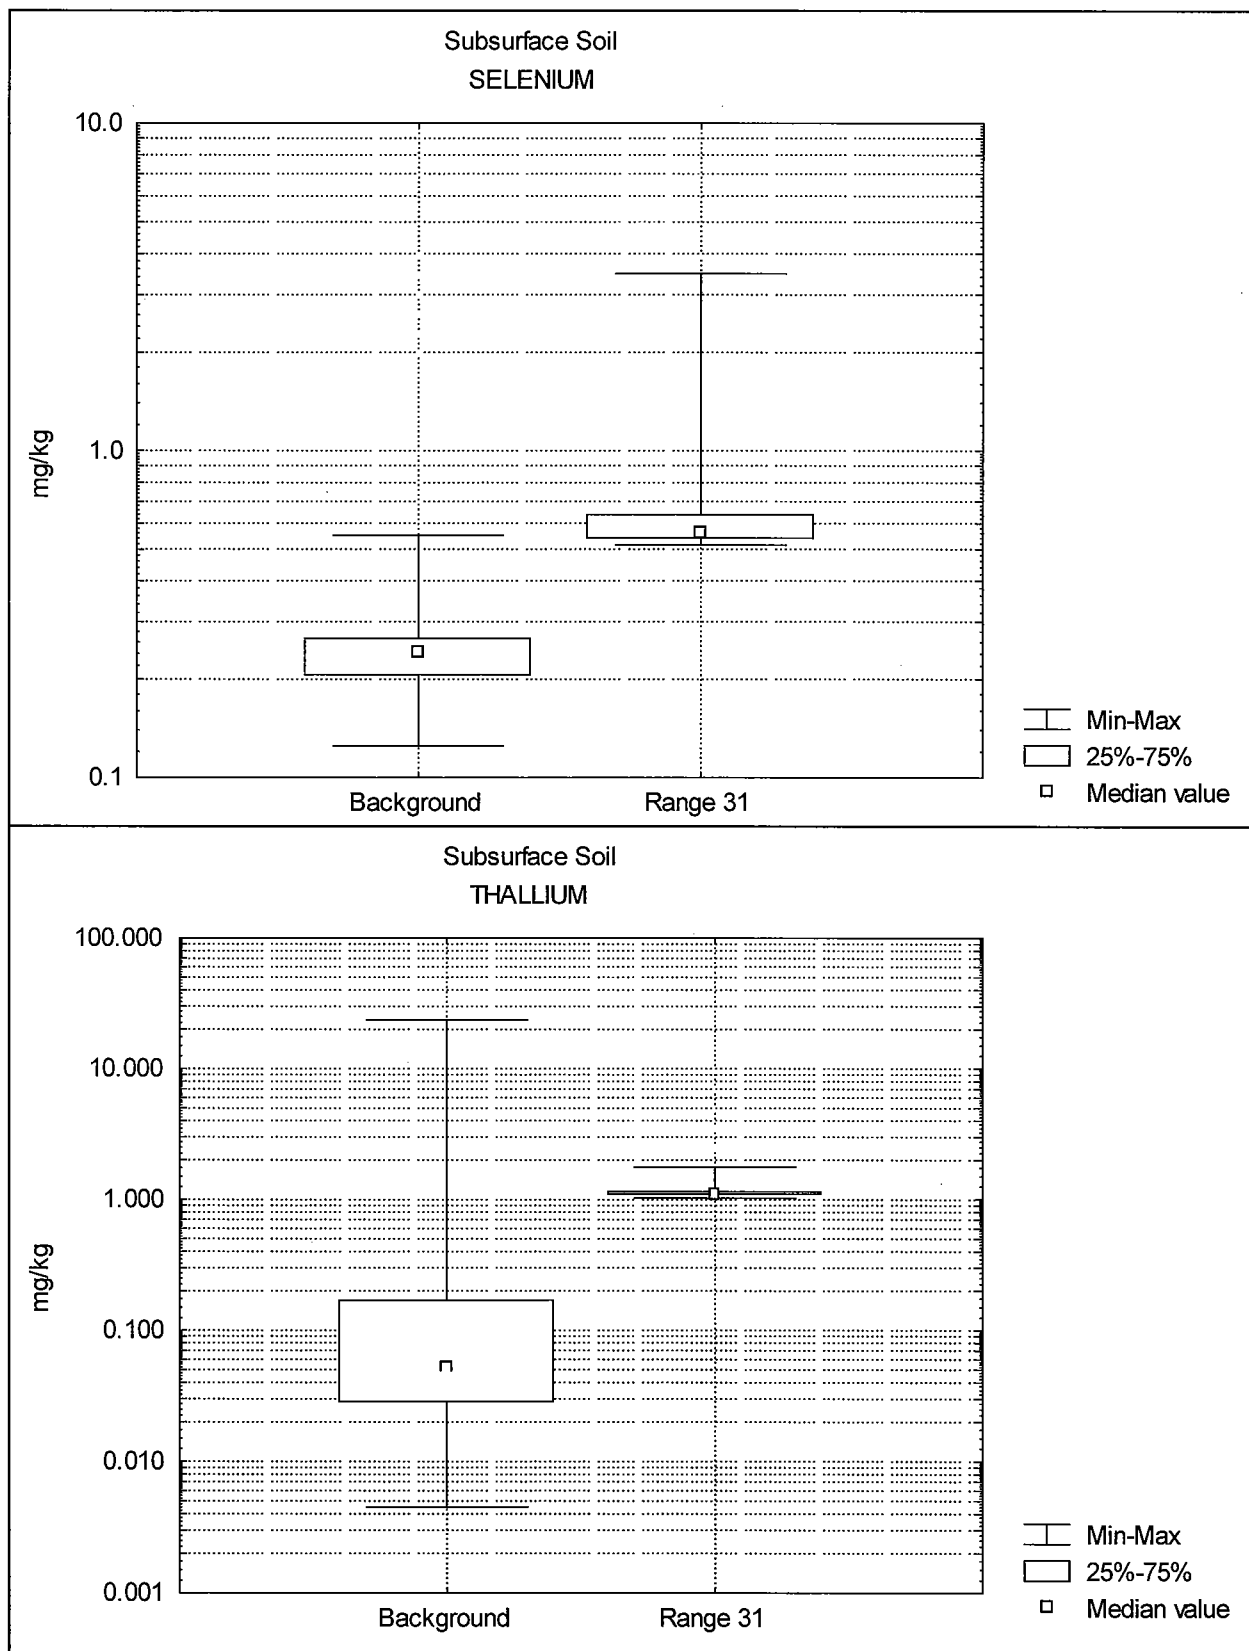 Subsurface Soil
SELENIUM
10.0
1.0
0.1
mg/kg
Background
Range 31
Min-Max
25%-75%
Median value
Subsurface Soil
THALLIUM
100.000
10.000
1.000
0.100
0.010
0.001
mg/kg
Background
Range 31
Min-Max
25%-75%
Median value